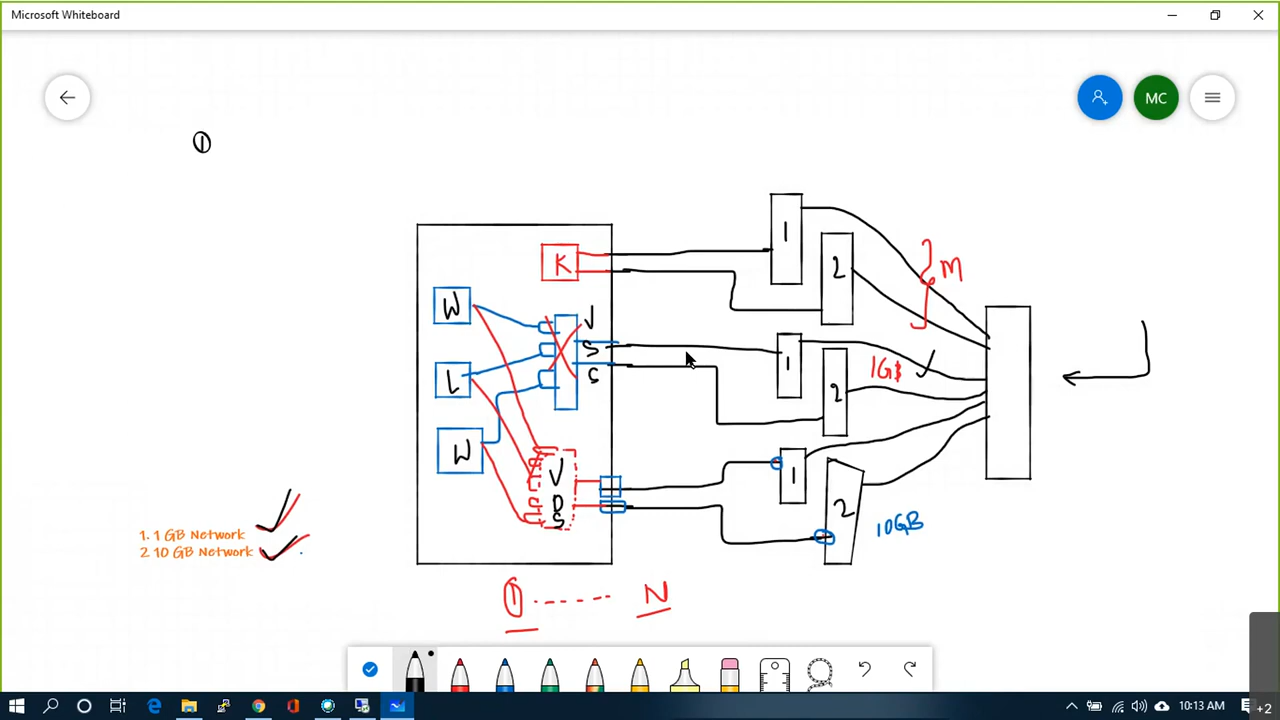 Microsoft Whiteboard
MC
1
K
1
2
M
W
V
S
S
1
1GB
L
2
W
V
D
S
1
2
10GB
1. 1 GB Network
2 10 GB Network
1 ------ N
10:13 AM
+2